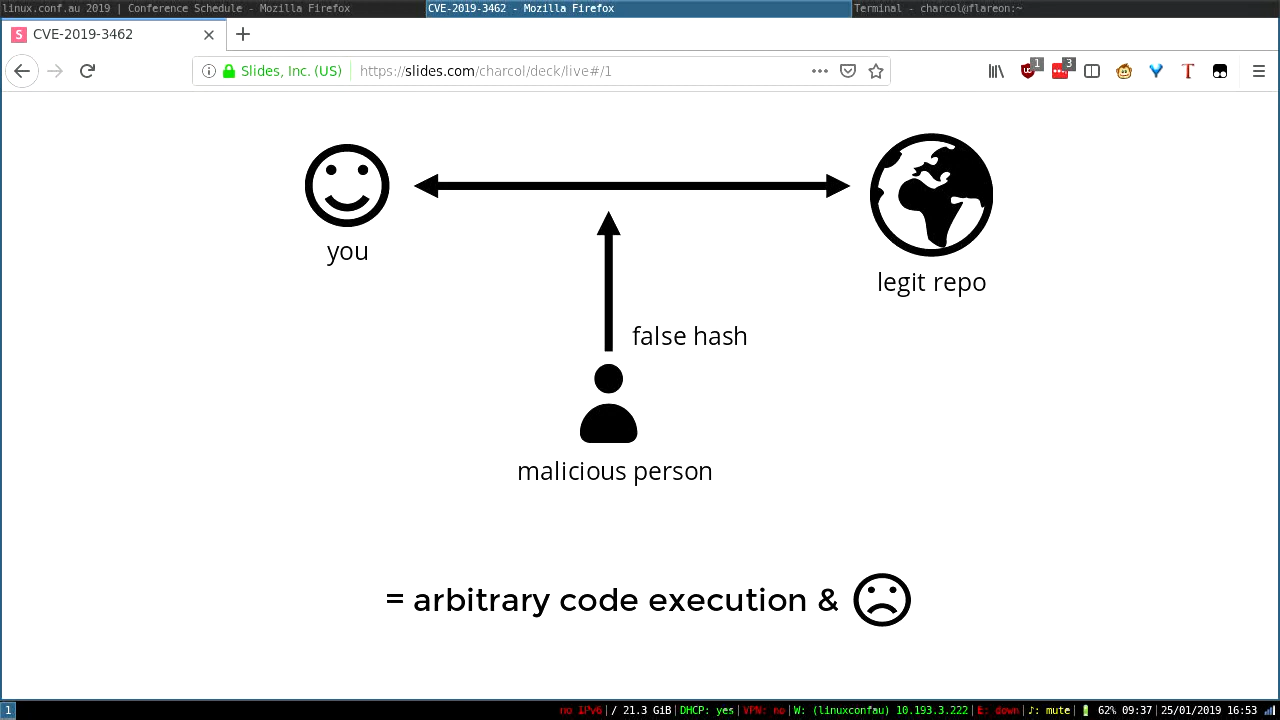 linux.conf.au 2019 | Conference Schedule - Mozilla Firefox
CVE-2019-3462 - Mozilla Firefox
Terminal - charcol@flareon:~
S CVE-2019-3462
Slides, Inc. (US) https://slides.com/charcol/deck/live#/1
1 3 T
you
legit repo
false hash
malicious person
= arbitrary code execution &
1 no IPv6| / 21.3 GiB|DHCP: yes|VPN: no|W: (linuxconfau) 10.193.3.222|E: down|♪: mute| 62% 09:37|25/01/2019 16:53